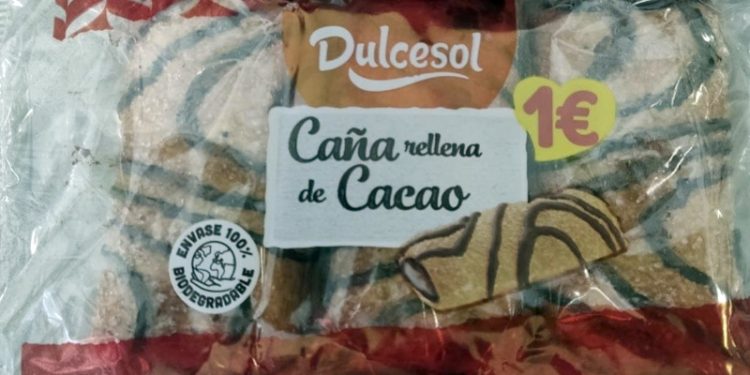 Dulcesol
1€
Caña rellena
de Cacao
ENVASE 100%
BIODEGRADABLE